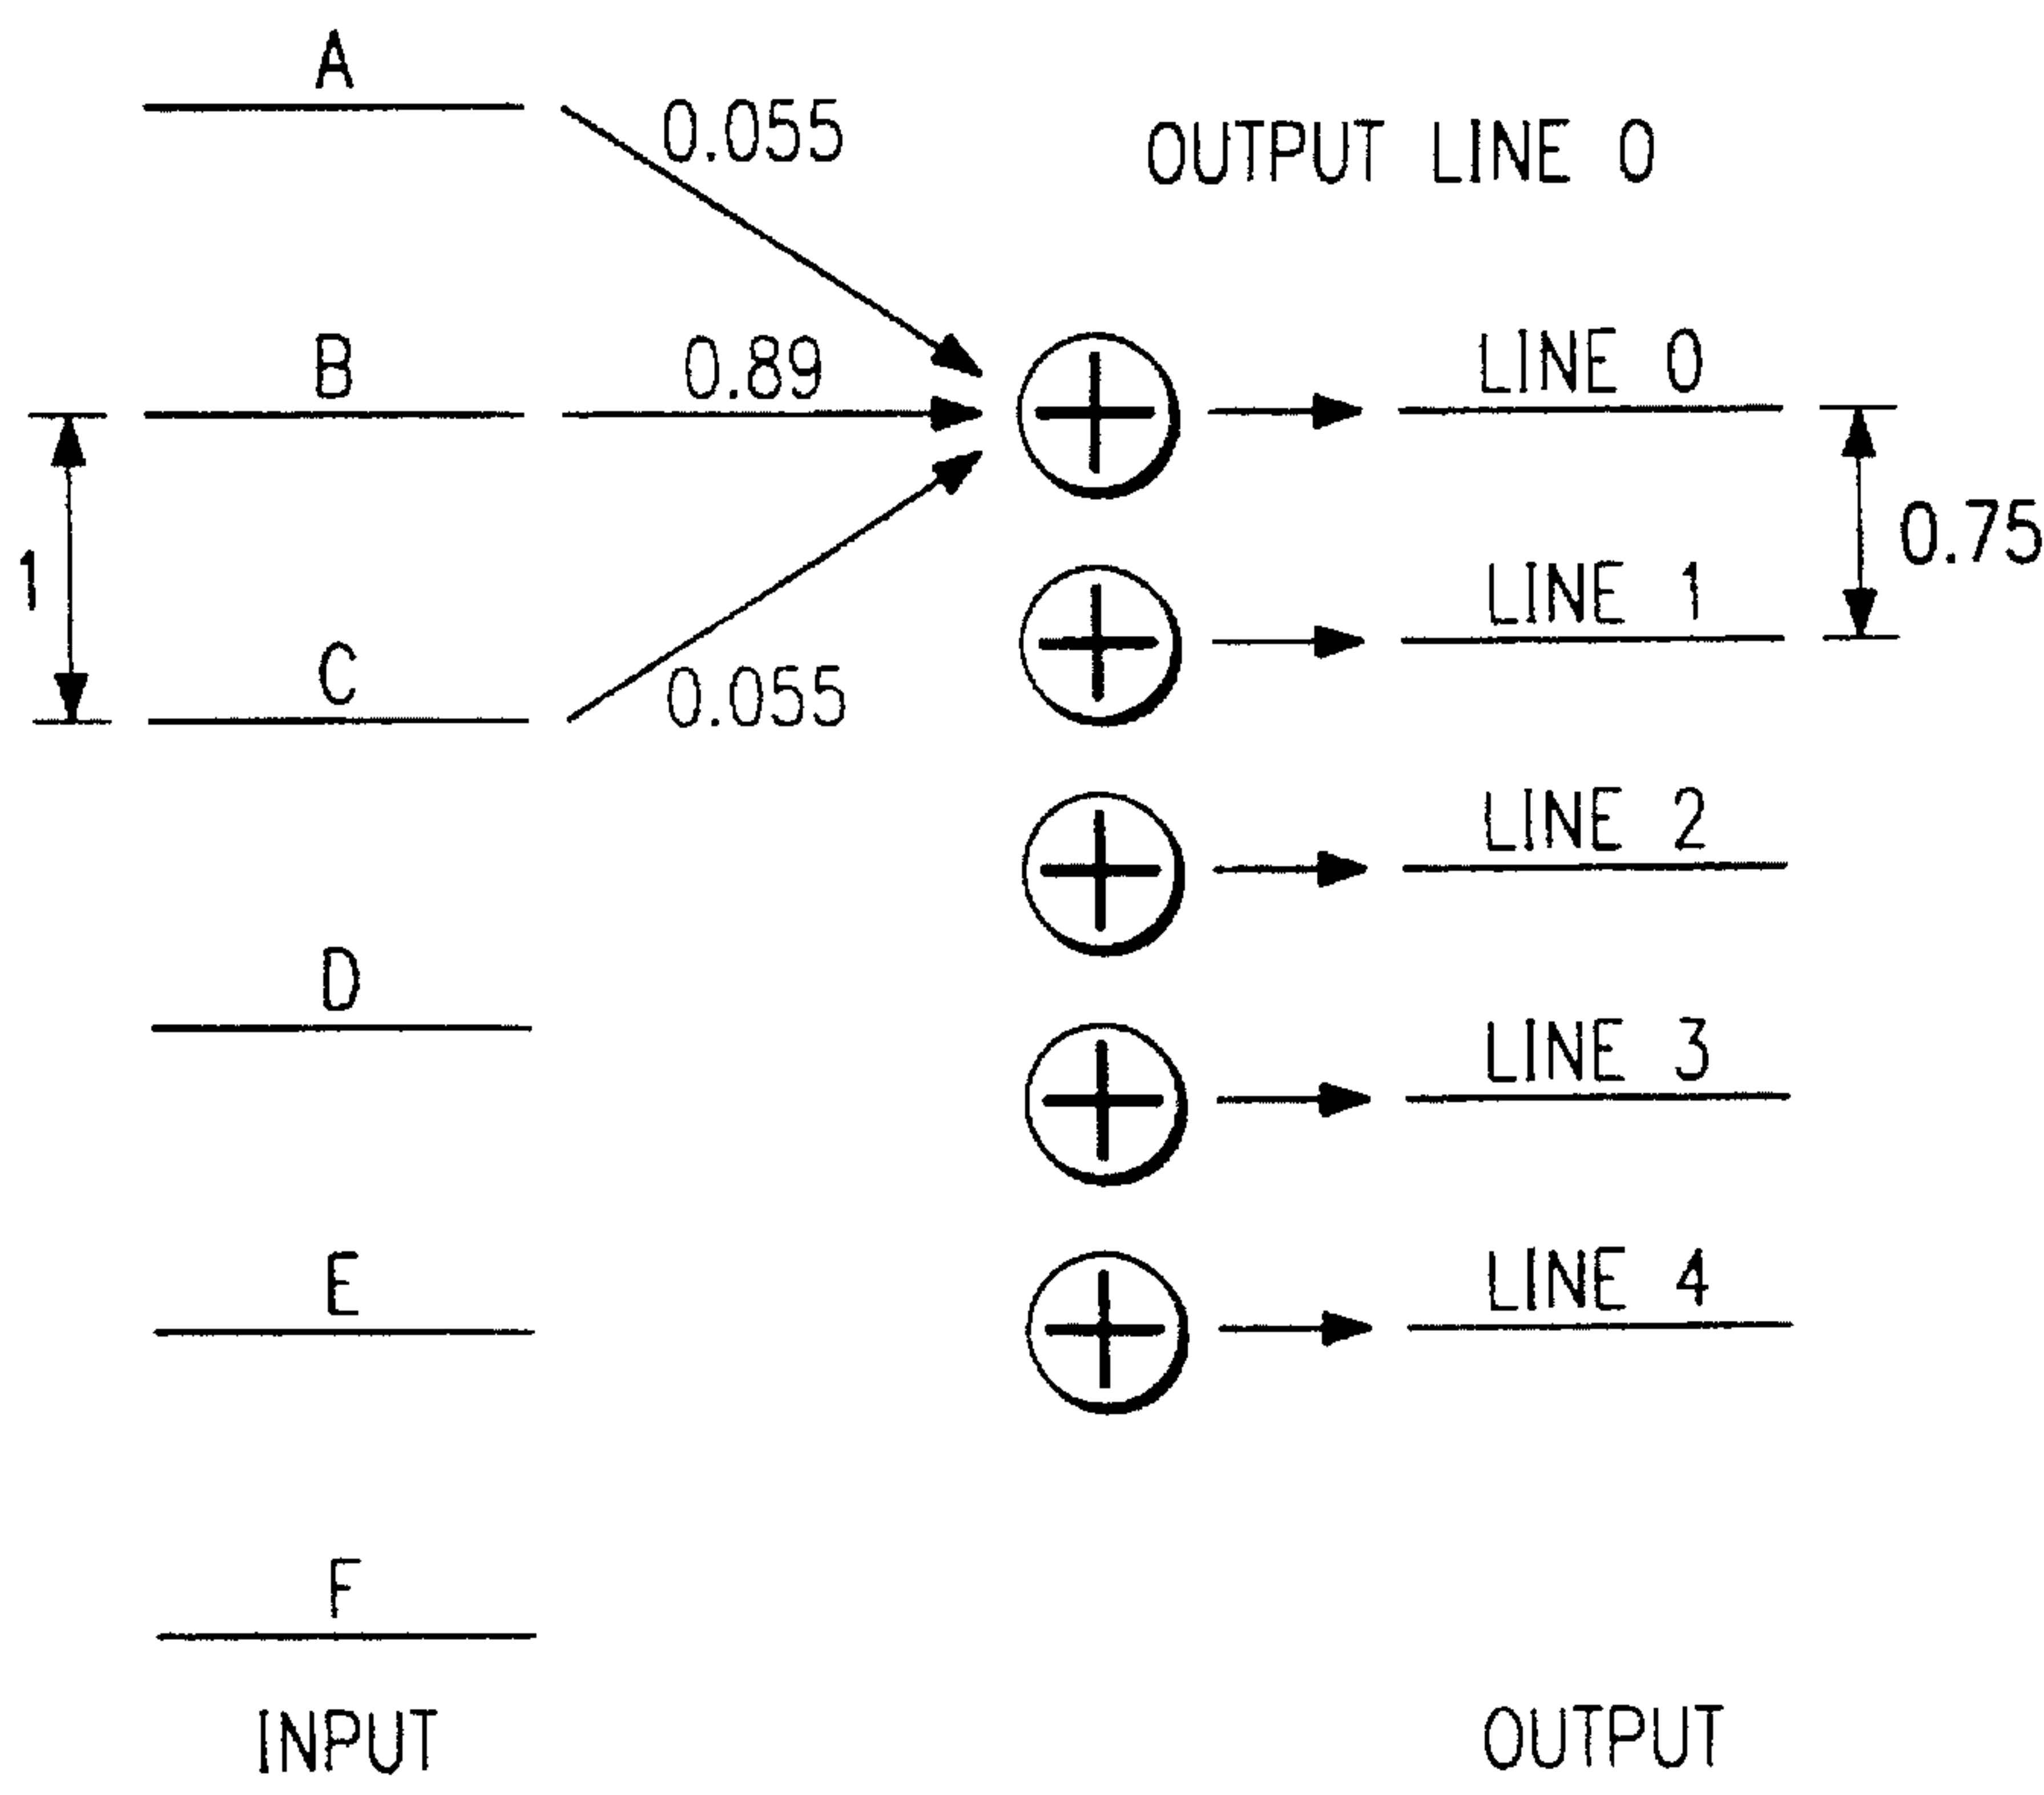 A
0.055
OUTPUT LINE 0
B
0.89
LINE 0
1
0.75
LINE 1
C
0.055
LINE 2
D
LINE 3
E
LINE 4
F
INPUT
OUTPUT